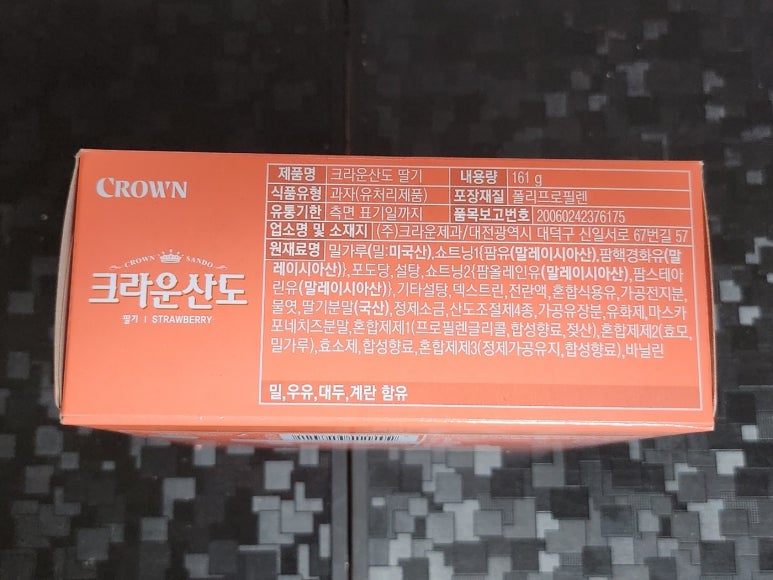 CROWN
CROWN SANDO
크라운산도
딸기 I STRAWBERRY
제품명 크라운산도 딸기 내용량 161 g
식품유형 과자(유처리제품) 포장재질 폴리프로필렌
유통기한 측면 표기일까지 품목보고번호 20060242376175
업소명 및 소재지 (주)크라운제과/대전광역시 대덕구 신일서로 67번길 57
원재료명 밀가루(밀:미국산),쇼트닝1{팜유(말레이시아산),팜핵경화유(말
레이시아산)},포도당,설탕,쇼트닝2{팜올레인유(말레이시아산),팜스테아
린유(말레이시아산)},기타설탕,덱스트린,전란액,혼합식용유,가공전지분,
물엿,딸기분말(국산),정제소금,산도조절제4종,가공유장분,유화제,마스카
포네치즈분말,혼합제제1(프로필렌글리콜,합성향료,젖산),혼합제제2(효모,
밀가루),효소제,합성향료,혼합제제3(정제가공유지,합성향료),바닐린
밀,우유,대두,계란 함유